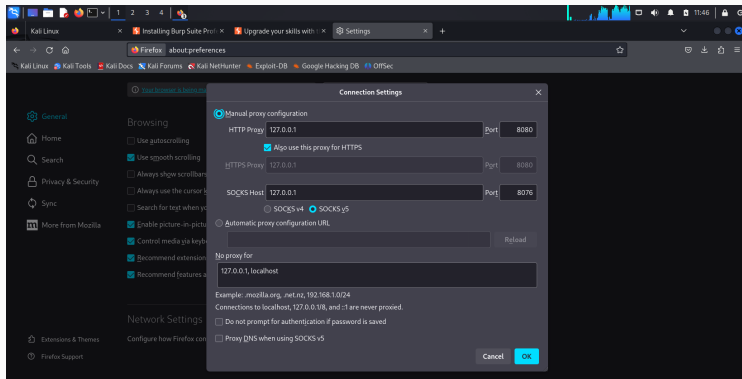 1 2 3 4
11:46
Kali Linux
Installing Burp Suite Prof
Upgrade your skills with
Settings
Firefox about:preferences
Kali Linux Kali Tools Kali Docs Kali Forums Kali NetHunter Exploit-DB Google Hacking DB OffSec
Your browser is being ma
Connection Settings
General
Home
Search
Privacy & Security
Sync
More from Mozilla
Extensions & Themes
Firefox Support
Browsing
Use autoscrolling
Use smooth scrolling
Always show scrollbars
Always use the cursor k
Search for text when yo
Enable picture-in-pictu
Control media via keyb
Recommend extension
Recommend features a
Network Settings
Configure how Firefox con
Manual proxy configuration
HTTP Proxy 127.0.0.1 Port 8080
Also use this proxy for HTTPS
HTTPS Proxy 127.0.0.1 Port 8080
SOCKS Host 127.0.0.1 Port 8076
SOCKS v4 SOCKS v5
Automatic proxy configuration URL
Reload
No proxy for
127.0.0.1, localhost
Example: .mozilla.org, .net.nz, 192.168.1.0/24
Connections to localhost, 127.0.0.1/8, and ::1 are never proxied.
Do not prompt for authentication if password is saved
Proxy DNS when using SOCKS v5
Cancel OK